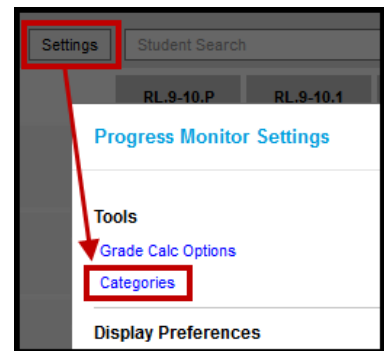 Settings Student Search
RL.9-10.P RL.9-10.1
Progress Monitor Settings
Tools
Grade Calc Options
Categories
Display Preferences